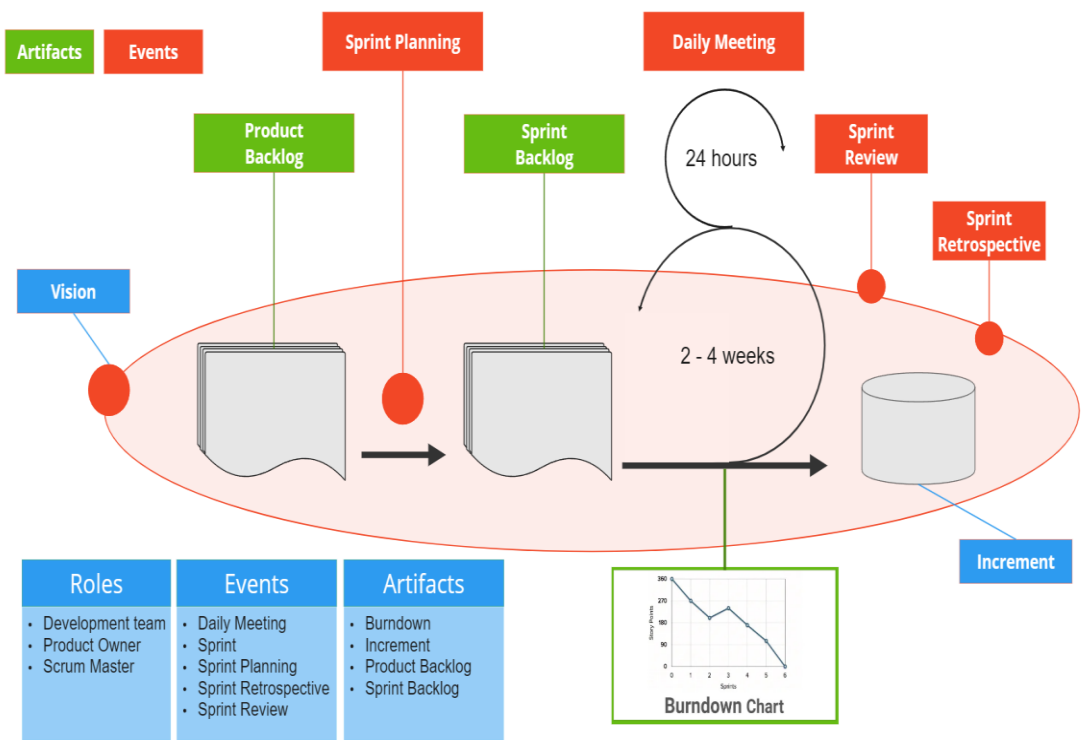 Artifacts
Events
Sprint Planning
Daily Meeting
Product
Backlog
Sprint
Backlog
24 hours
Sprint
Review
Sprint
Retrospective
Vision
2 - 4 weeks
Increment
Roles
• Development team
• Product Owner
• Scrum Master
Events
• Daily Meeting
• Sprint
• Sprint Planning
• Sprint Retrospective
• Sprint Review
Artifacts
• Burndown
• Increment
• Product Backlog
• Sprint Backlog
Story Points
360
270
180
90
0
0 1 2 3 4 5 6
Sprints
Burndown Chart